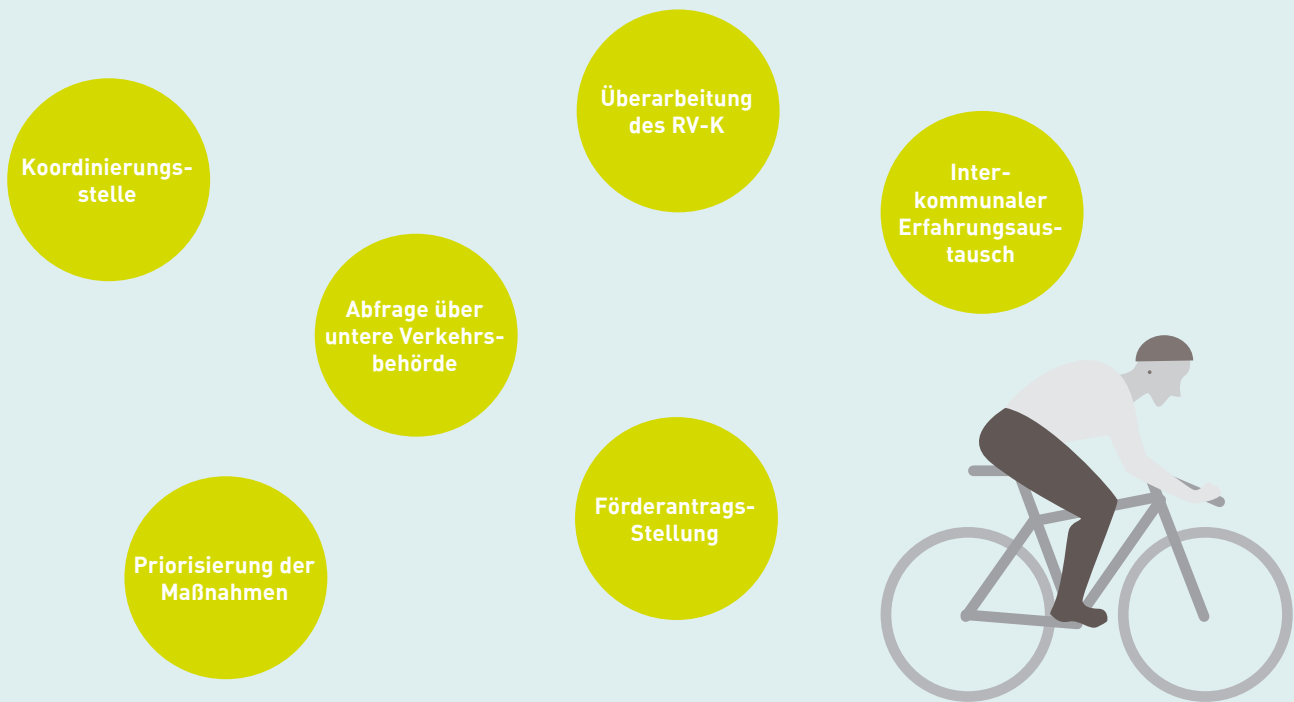 Koordinierungs-
stelle
Überarbeitung
des RV-K
Inter-
kommunaler
Erfahrungsaus-
tausch
Abfrage über
untere Verkehrs-
behörde
Priorisierung der
Maßnahmen
Förderantrags-
Stellung